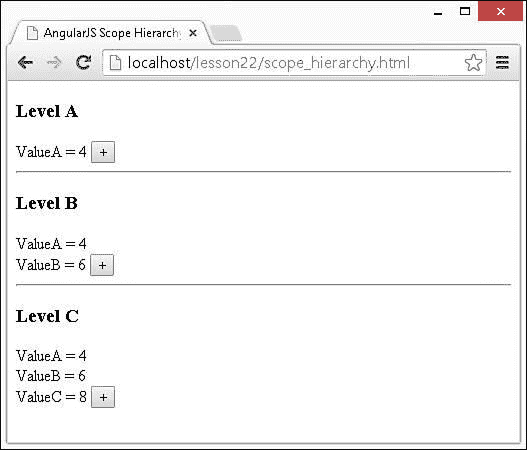 AngularJS Scope Hierarchy
localhost/lesson22/scope_hierarchy.html
Level A
ValueA = 4 +
Level B
ValueA = 4
ValueB = 6 +
Level C
ValueA = 4
ValueB = 6
ValueC = 8 +